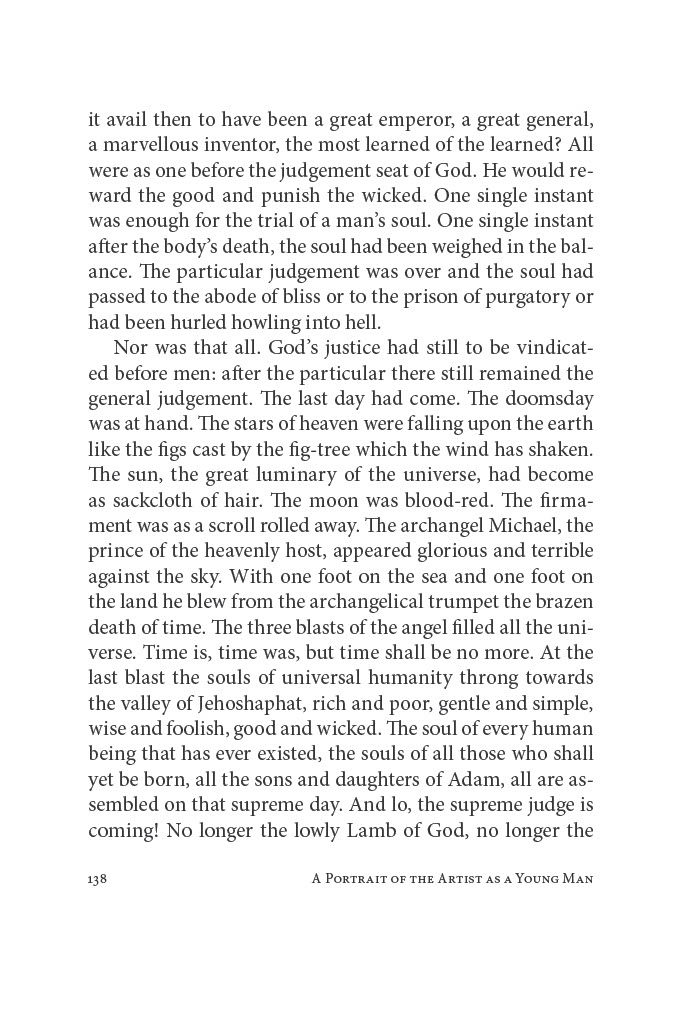 it avail then to have been a great emperor, a great general,
a marvellous inventor, the most learned of the learned? All
were as one before the judgement seat of God. He would re-
ward the good and punish the wicked. One single instant
was enough for the trial of a man’s soul. One single instant
after the body’s death, the soul had been weighed in the bal-
ance. The particular judgement was over and the soul had
passed to the abode of bliss or to the prison of purgatory or
had been hurled howling into hell.
Nor was that all. God’s justice had still to be vindicat-
ed before men: after the particular there still remained the
general judgement. The last day had come. The doomsday
was at hand. The stars of heaven were falling upon the earth
like the figs cast by the fig-tree which the wind has shaken.
The sun, the great luminary of the universe, had become
as sackcloth of hair. The moon was blood-red. The firma-
ment was as a scroll rolled away. The archangel Michael, the
prince of the heavenly host, appeared glorious and terrible
against the sky. With one foot on the sea and one foot on
the land he blew from the archangelical trumpet the brazen
death of time. The three blasts of the angel filled all the uni-
verse. Time is, time was, but time shall be no more. At the
last blast the souls of universal humanity throng towards
the valley of Jehoshaphat, rich and poor, gentle and simple,
wise and foolish, good and wicked. The soul of every human
being that has ever existed, the souls of all those who shall
yet be born, all the sons and daughters of Adam, all are as-
sembled on that supreme day. And lo, the supreme judge is
coming! No longer the lowly Lamb of God, no longer the
138 A Portrait of the Artist as a Young Man